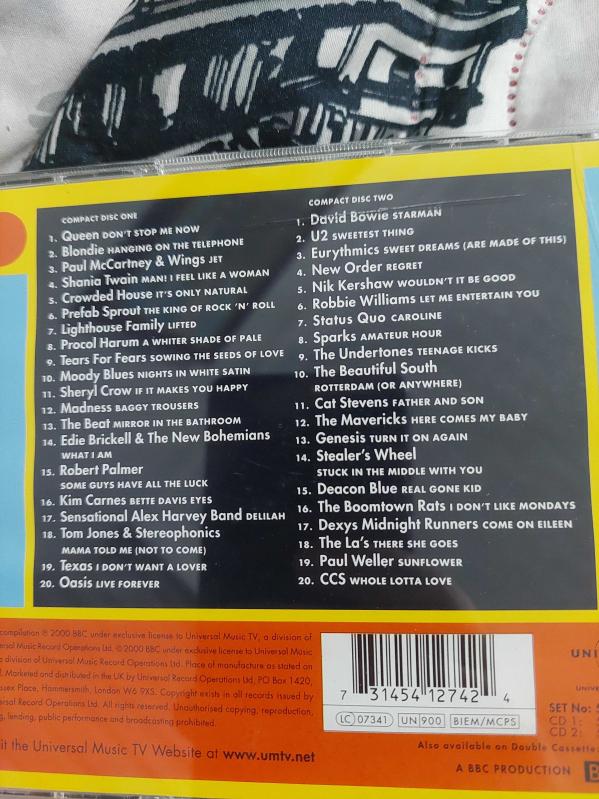 COMPACT DISC ONE
1. Queen DON'T STOP ME NOW
2. Blondie HANGING ON THE TELEPHONE
3. Paul McCartney & Wings JET
4. Shania Twain MAN! I FEEL LIKE A WOMAN
5. Crowded House IT'S ONLY NATURAL
6. Prefab Sprout THE KING OF ROCK 'N' ROLL
7. Lighthouse Family LIFTED
8. Procol Harum A WHITER SHADE OF PALE
9. Tears For Fears SOWING THE SEEDS OF LOVE
10. Moody Blues NIGHTS IN WHITE SATIN
11. Sheryl Crow IF IT MAKES YOU HAPPY
12. Madness BAGGY TROUSERS
13. The Beat MIRROR IN THE BATHROOM
14. Edie Brickell & The New Bohemians
WHAT I AM
15. Robert Palmer
SOME GUYS HAVE ALL THE LUCK
16. Kim Carnes BETTE DAVIS EYES
17. Sensational Alex Harvey Band DELILAH
18. Tom Jones & Stereophonics
MAMA TOLD ME (NOT TO COME)
19. Texas I DON'T WANT A LOVER
20. Oasis LIVE FOREVER
COMPACT DISC TWO
1. David Bowie STARMAN
2. U2 SWEETEST THING
3. Eurythmics SWEET DREAMS (ARE MADE OF THIS)
4. New Order REGRET
5. Nik Kershaw WOULDN'T IT BE GOOD
6. Robbie Williams LET ME ENTERTAIN YOU
7. Status Quo CAROLINE
8. Sparks AMATEUR HOUR
9. The Undertones TEENAGE KICKS
10. The Beautiful South
ROTTERDAM (OR ANYWHERE)
11. Cat Stevens FATHER AND SON
12. The Mavericks HERE COMES MY BABY
13. Genesis TURN IT ON AGAIN
14. Stealer's Wheel
STUCK IN THE MIDDLE WITH YOU
15. Deacon Blue REAL GONE KID
16. The Boomtown Rats I DON'T LIKE MONDAYS
17. Dexys Midnight Runners COME ON EILEEN
18. The La's THERE SHE GOES
19. Paul Weller SUNFLOWER
20. CCS WHOLE LOTTA LOVE
compilation ℗ 2000 BBC under exclusive license to Universal Music TV, a division of
Music Record Operations Ltd. © 2000 BBC under exclusive license to Universal Music
a division of Universal Music Record Operations Ltd. Place of manufacture as stated on
Marketed and distributed in the UK by Universal Record Operations Ltd, PO Box 1420,
Place, Hammersmith, London W6 9XS. Copyright exists in all records issued by
Record Operations Ltd. All rights reserved. Unauthorised copying, reproduction,
lending, public performance and broadcasting prohibited.
it the Universal Music TV Website at www.umtv.net
7 31454 12742 4
LC 07341 UN 900 BIEM/MCPS
UNI
SET No:
CD 1:
CD 2:
Also available on Double Cassette:
A BBC PRODUCTION B